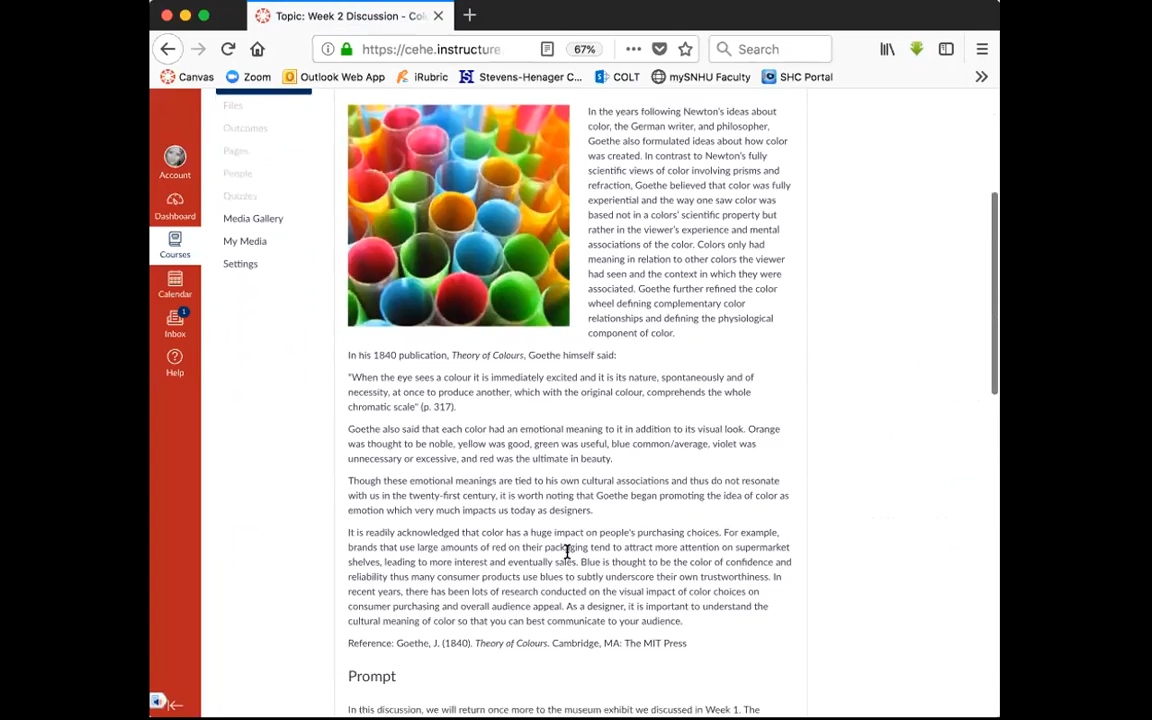 Topic: Week 2 Discussion - Col
https://cehe.instructure
67%
Search
Canvas
Zoom
Outlook Web App
iRubric
Stevens-Henager C...
COLT
mySNHU Faculty
SHC Portal
Account
Dashboard
Courses
Calendar
1
Inbox
Help
Files
Outcomes
Pages
People
Quizzes
Media Gallery
My Media
Settings
In the years following Newton's ideas about
color, the German writer, and philosopher,
Goethe also formulated ideas about how color
was created. In contrast to Newton's fully
scientific views of color involving prisms and
refraction, Goethe believed that color was fully
experiential and the way one saw color was
based not in a colors' scientific property but
rather in the viewer's experience and mental
associations of the color. Colors only had
meaning in relation to other colors the viewer
had seen and the context in which they were
associated. Goethe further refined the color
wheel defining complementary color
relationships and defining the physiological
component of color.
In his 1840 publication, Theory of Colours, Goethe himself said:
"When the eye sees a colour it is immediately excited and it is its nature, spontaneously and of
necessity, at once to produce another, which with the original colour, comprehends the whole
chromatic scale" (p. 317).
Goethe also said that each color had an emotional meaning to it in addition to its visual look. Orange
was thought to be noble, yellow was good, green was useful, blue common/average, violet was
unnecessary or excessive, and red was the ultimate in beauty.
Though these emotional meanings are tied to his own cultural associations and thus do not resonate
with us in the twenty-first century, it is worth noting that Goethe began promoting the idea of color as
emotion which very much impacts us today as designers.
It is readily acknowledged that color has a huge impact on people's purchasing choices. For example,
brands that use large amounts of red on their packaging tend to attract more attention on supermarket
shelves, leading to more interest and eventually sales. Blue is thought to be the color of confidence and
reliability thus many consumer products use blues to subtly underscore their own trustworthiness. In
recent years, there has been lots of research conducted on the visual impact of color choices on
consumer purchasing and overall audience appeal. As a designer, it is important to understand the
cultural meaning of color so that you can best communicate to your audience.
Reference: Goethe, J. (1840). Theory of Colours. Cambridge, MA: The MIT Press
Prompt
In this discussion, we will return once more to the museum exhibit we discussed in Week 1. The